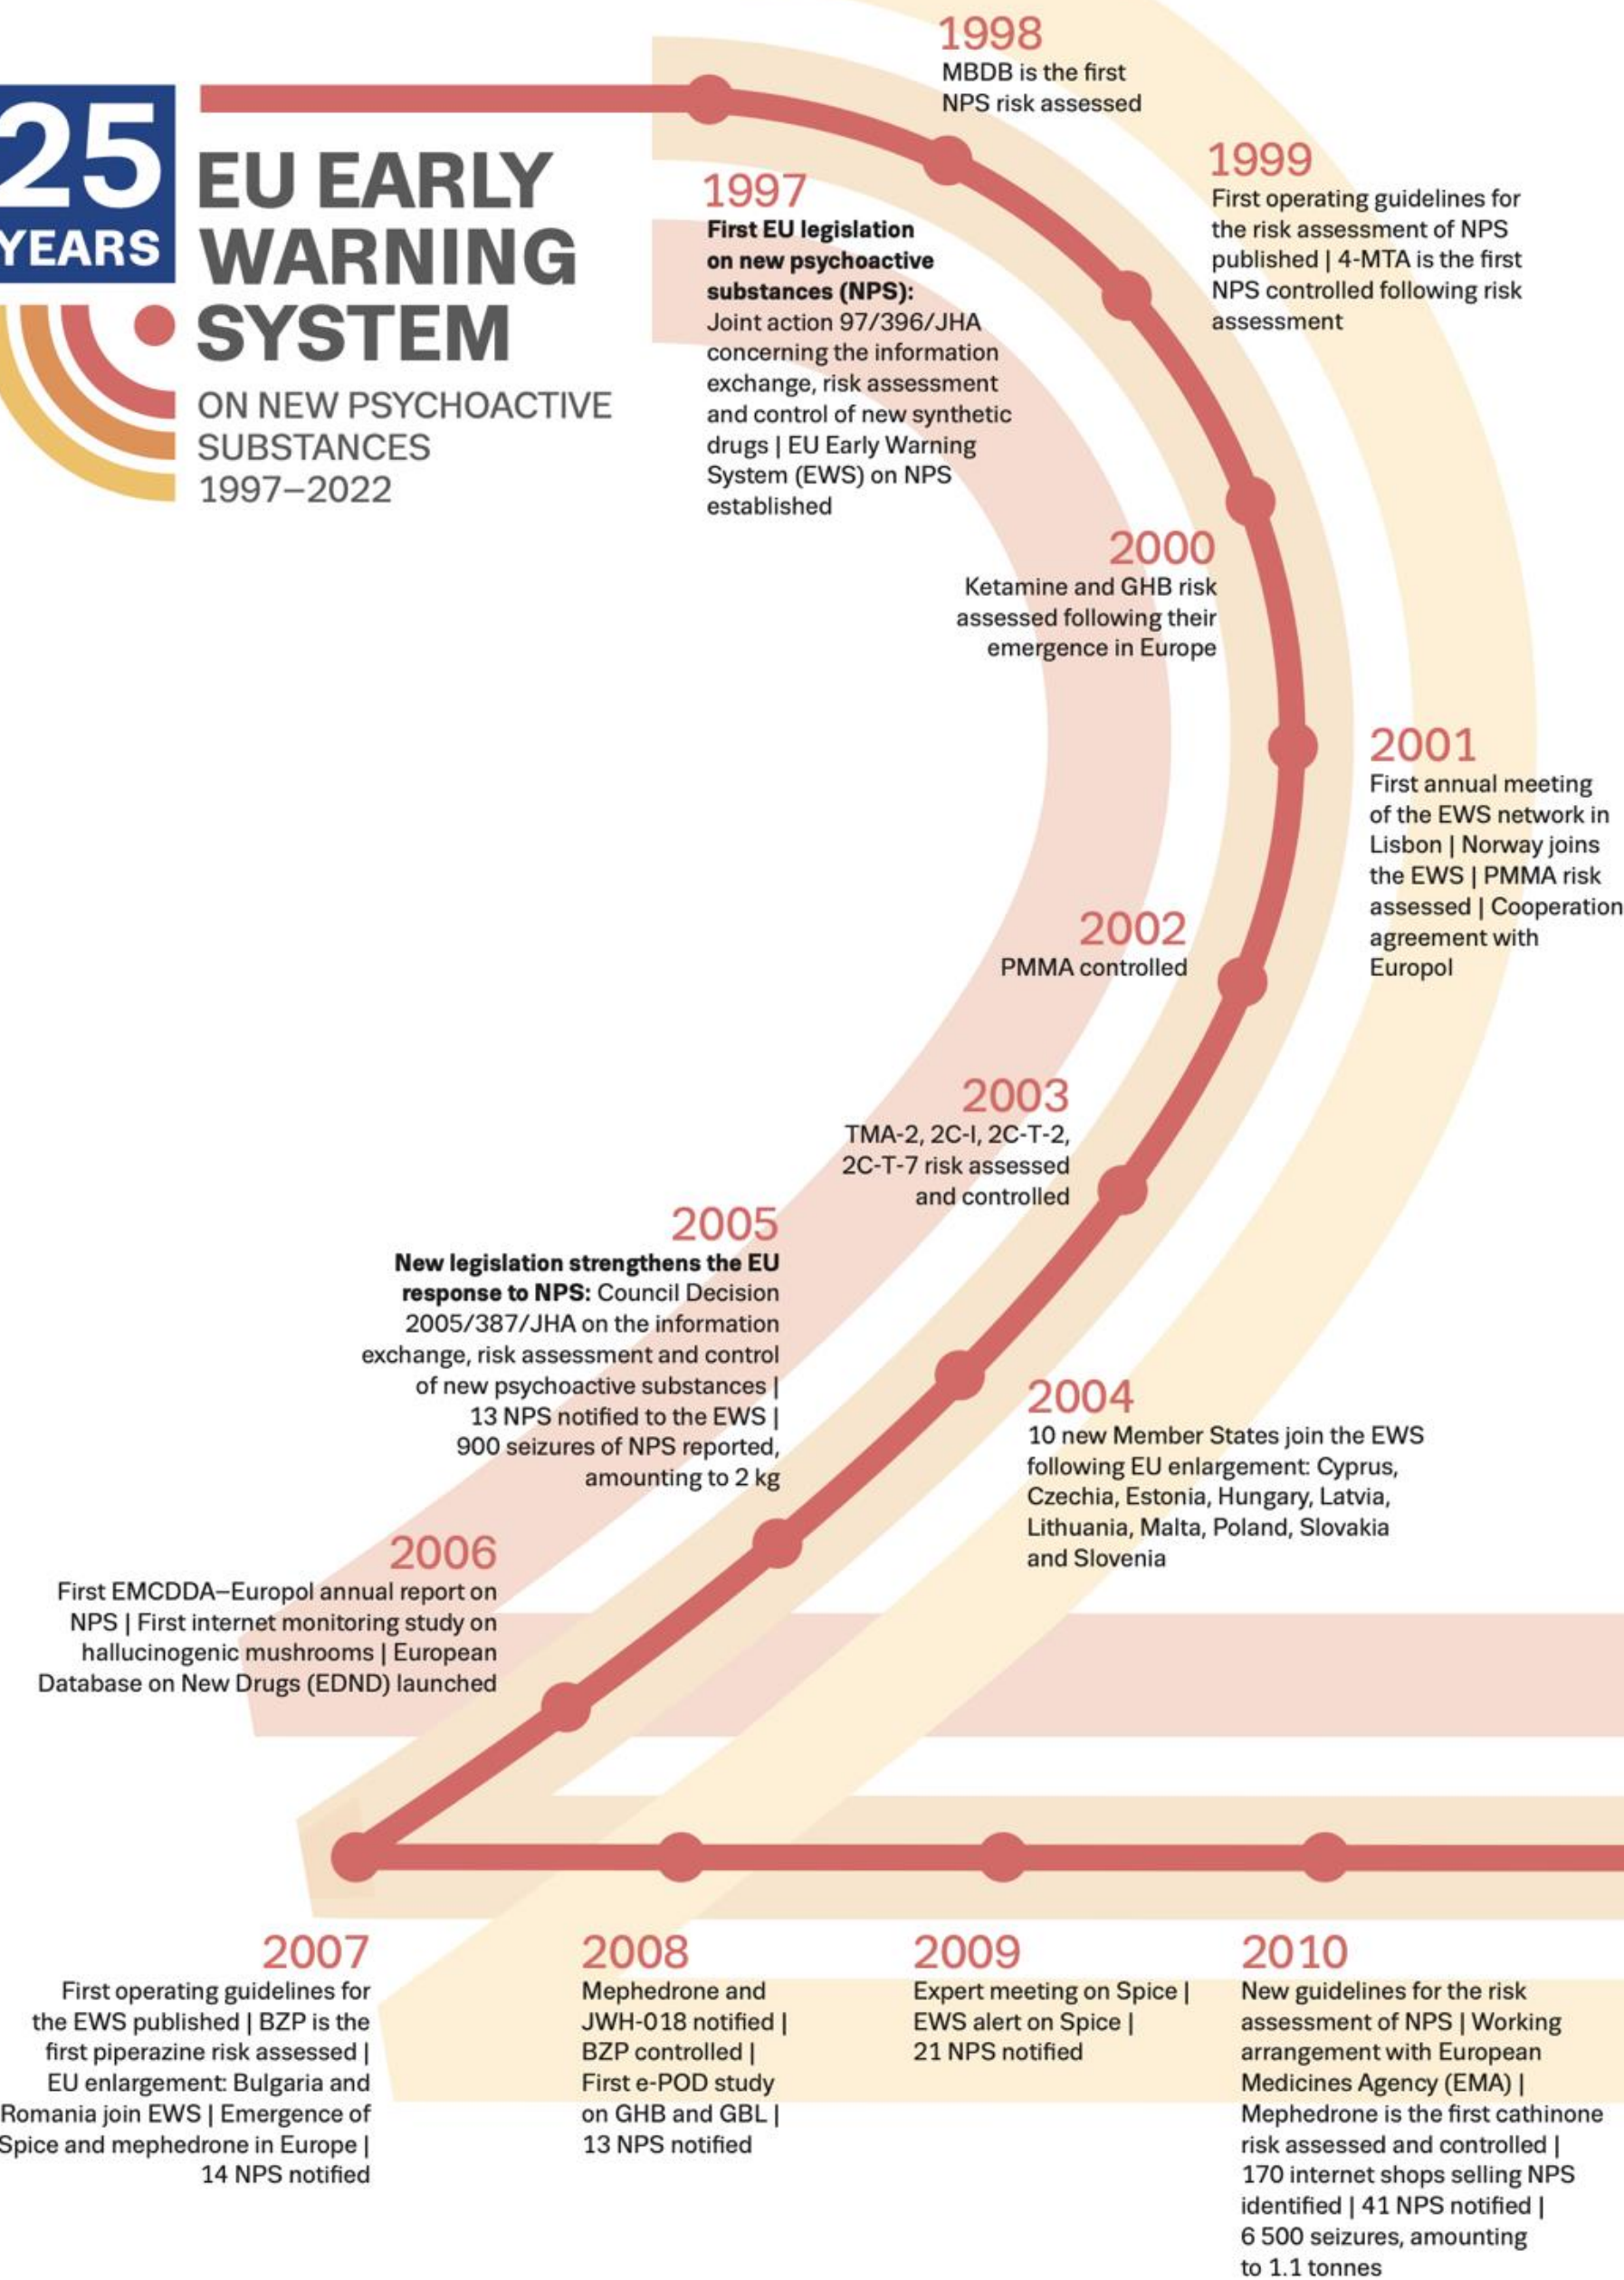 25
YEARS
EU EARLY
WARNING
SYSTEM
ON NEW PSYCHOACTIVE
SUBSTANCES
1997–2022
1997
First EU legislation
on new psychoactive
substances (NPS):
Joint action 97/396/JHA
concerning the information
exchange, risk assessment
and control of new synthetic
drugs | EU Early Warning
System (EWS) on NPS
established
1998
MBDB is the first
NPS risk assessed
1999
First operating guidelines for
the risk assessment of NPS
published | 4-MTA is the first
NPS controlled following risk
assessment
2000
Ketamine and GHB risk
assessed following their
emergence in Europe
2001
First annual meeting
of the EWS network in
Lisbon | Norway joins
the EWS | PMMA risk
assessed | Cooperation
agreement with
Europol
2002
PMMA controlled
2003
TMA-2, 2C-I, 2C-T-2,
2C-T-7 risk assessed
and controlled
2004
10 new Member States join the EWS
following EU enlargement: Cyprus,
Czechia, Estonia, Hungary, Latvia,
Lithuania, Malta, Poland, Slovakia
and Slovenia
2005
New legislation strengthens the EU
response to NPS: Council Decision
2005/387/JHA on the information
exchange, risk assessment and control
of new psychoactive substances |
13 NPS notified to the EWS |
900 seizures of NPS reported,
amounting to 2 kg
2006
First EMCDDA–Europol annual report on
NPS | First internet monitoring study on
hallucinogenic mushrooms | European
Database on New Drugs (EDND) launched
2007
First operating guidelines for
the EWS published | BZP is the
first piperazine risk assessed |
EU enlargement: Bulgaria and
Romania join EWS | Emergence of
Spice and mephedrone in Europe |
14 NPS notified
2008
Mephedrone and
JWH-018 notified |
BZP controlled |
First e-POD study
on GHB and GBL |
13 NPS notified
2009
Expert meeting on Spice |
EWS alert on Spice |
21 NPS notified
2010
New guidelines for the risk
assessment of NPS | Working
arrangement with European
Medicines Agency (EMA) |
Mephedrone is the first cathinone
risk assessed and controlled |
170 internet shops selling NPS
identified | 41 NPS notified |
6 500 seizures, amounting
to 1.1 tonnes